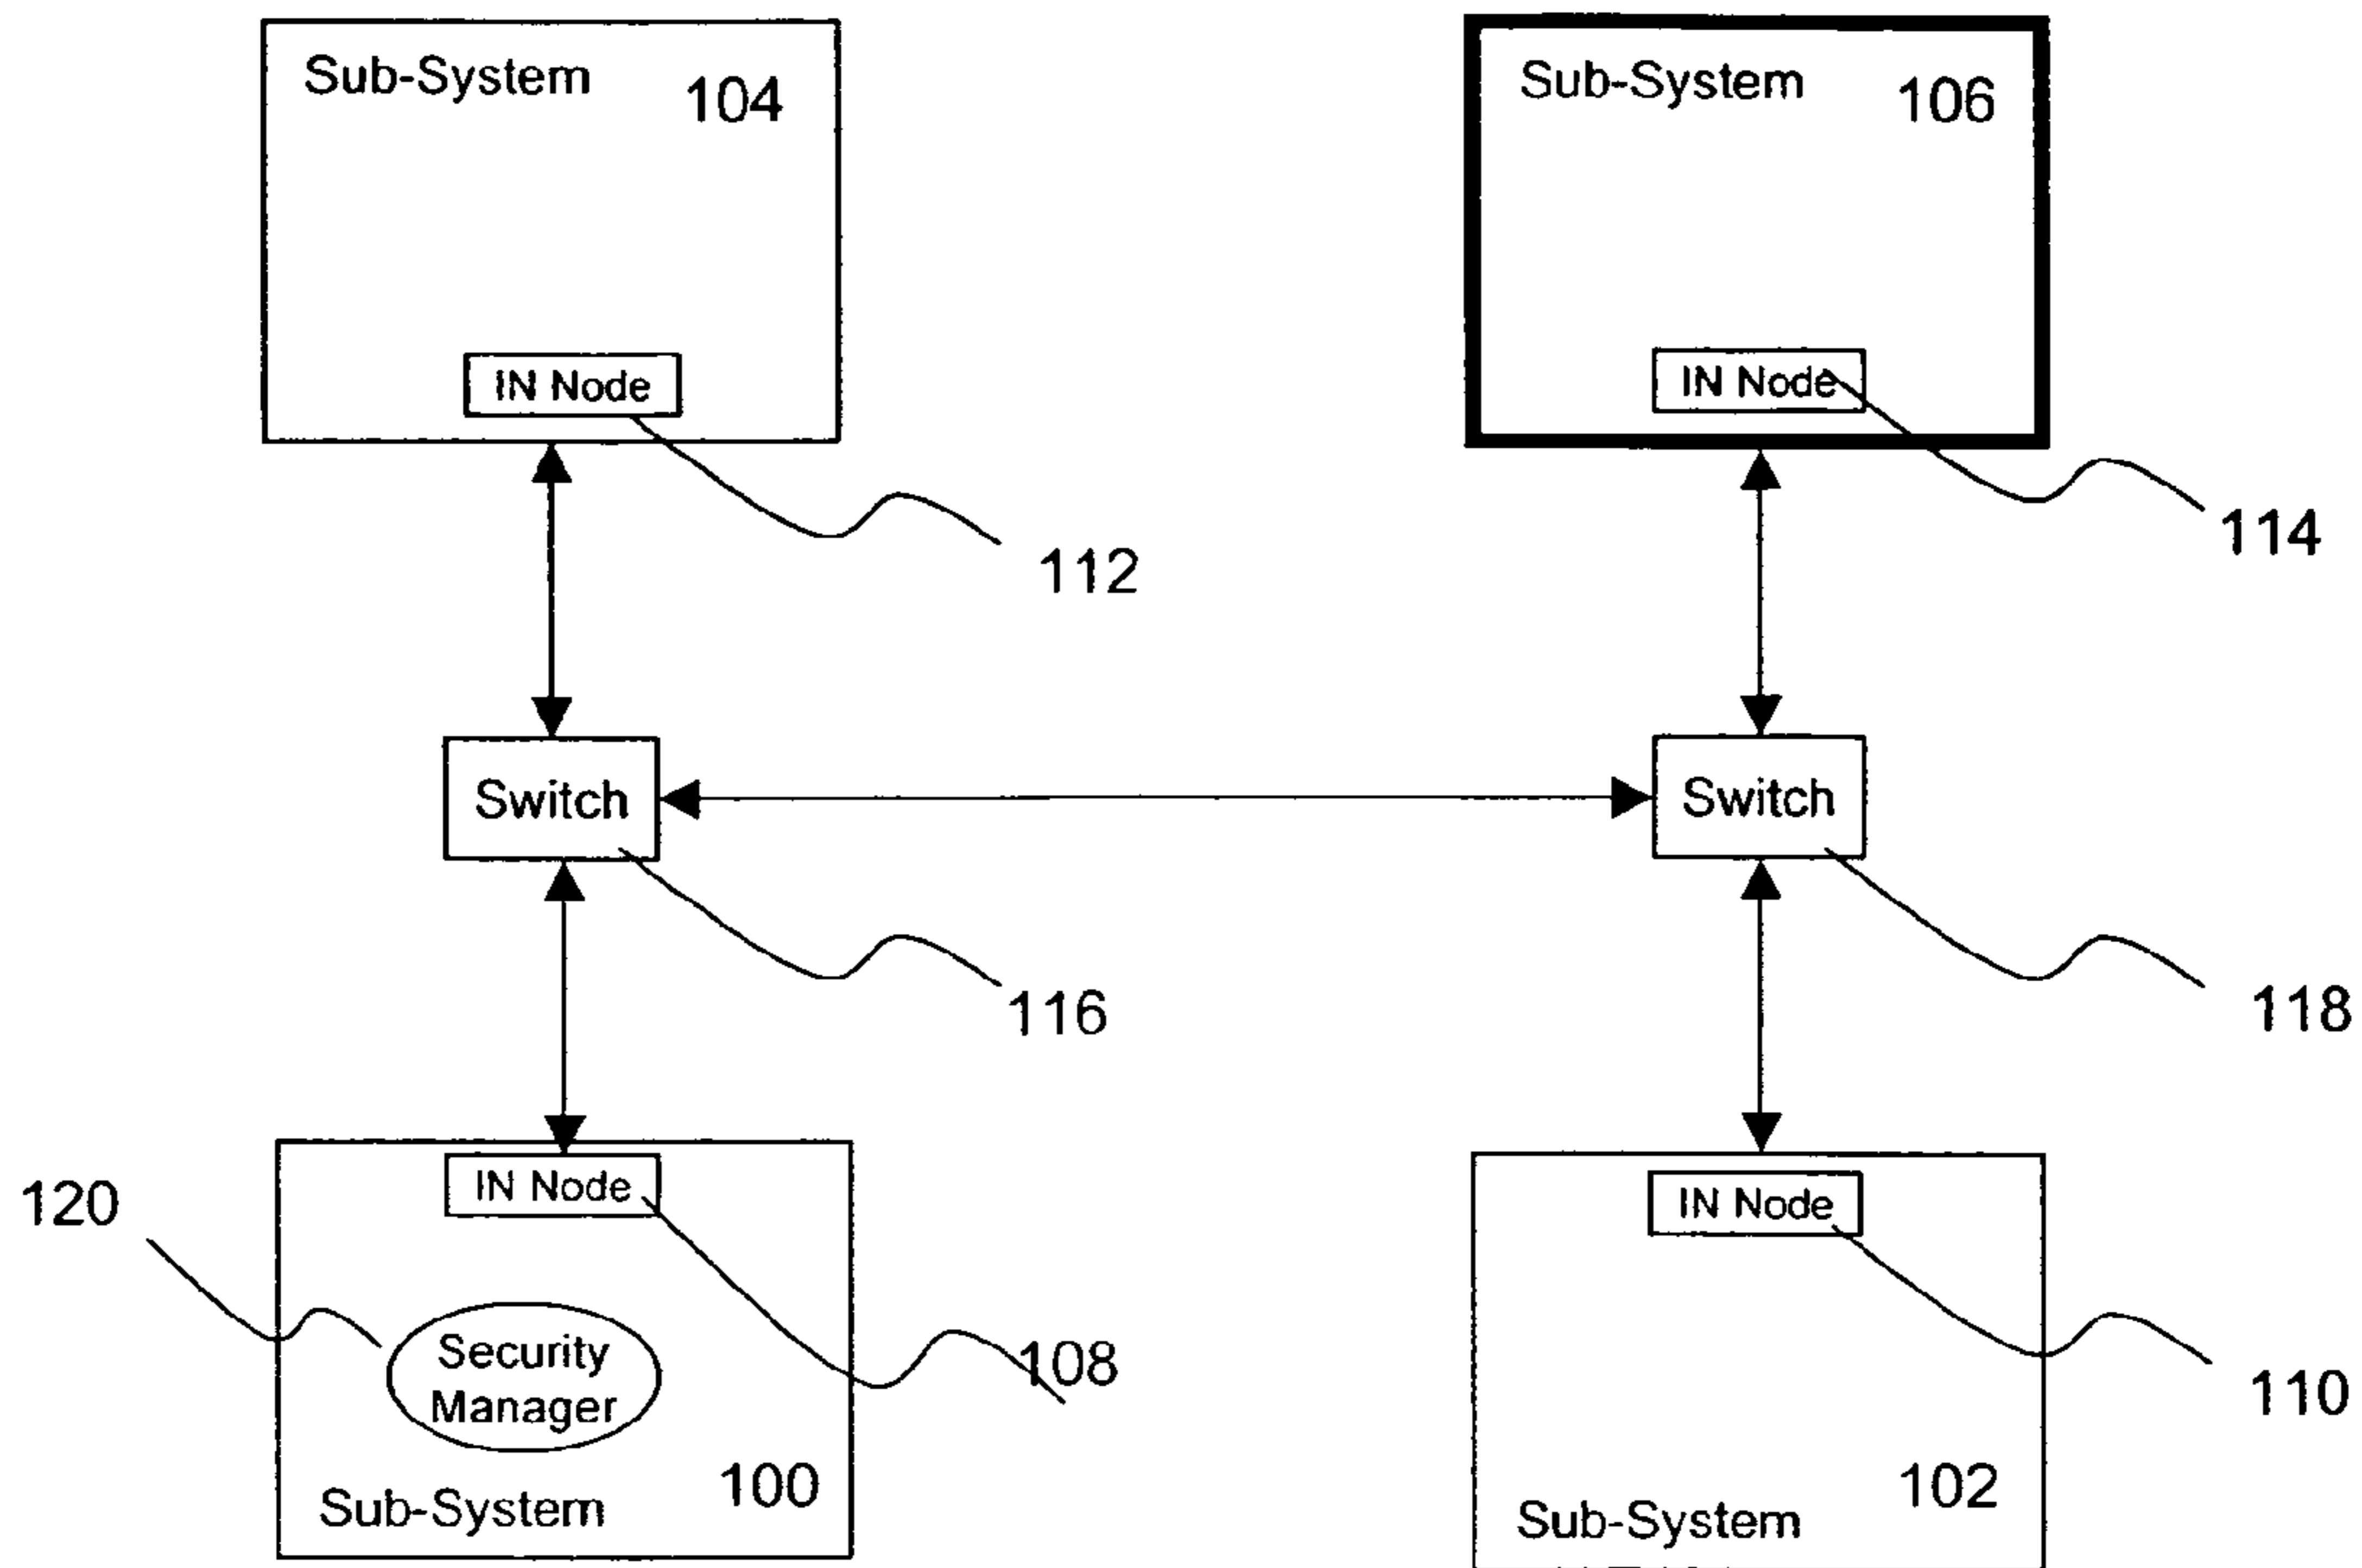 Sub-System
104
Sub-System
106
IN Node
IN Node
112
114
Switch
Switch
116
118
IN Node
IN Node
120
Security
Manager
108
110
100
Sub-System
102
Sub-System